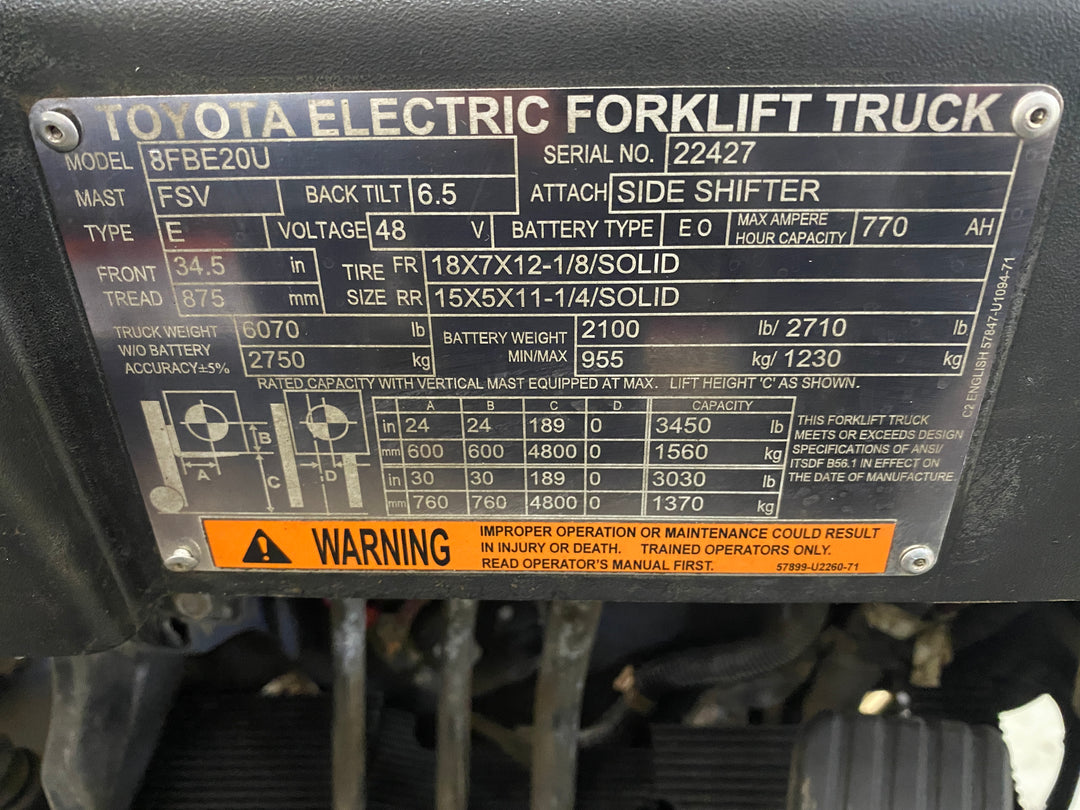 TOYOTA ELECTRIC FORKLIFT TRUCK
MODEL 8FBE20U SERIAL NO. 22427
MAST FSV BACK TILT 6.5 ATTACH SIDE SHIFTER
TYPE E VOLTAGE 48 V BATTERY TYPE E O MAX AMPERE HOUR CAPACITY 770 AH
FRONT TREAD 34.5 in TIRE SIZE FR 18X7X12-1/8/SOLID
875 mm RR 15X5X11-1/4/SOLID
TRUCK WEIGHT W/O BATTERY ACCURACY±5% 6070 lb BATTERY WEIGHT MIN/MAX 2100 lb/ 2710 lb
2750 kg 955 kg/ 1230 kg
RATED CAPACITY WITH VERTICAL MAST EQUIPPED AT MAX. LIFT HEIGHT 'C' AS SHOWN.
A B C D CAPACITY
in 24 24 189 0 3450 lb
mm 600 600 4800 0 1560 kg
in 30 30 189 0 3030 lb
mm 760 760 4800 0 1370 kg
A B C D
THIS FORKLIFT TRUCK
MEETS OR EXCEEDS DESIGN
SPECIFICATIONS OF ANSI/
ITSDF B56.1 IN EFFECT ON
THE DATE OF MANUFACTURE.
C2 ENGLISH 57847-U1094-71
WARNING
IMPROPER OPERATION OR MAINTENANCE COULD RESULT
IN INJURY OR DEATH. TRAINED OPERATORS ONLY.
READ OPERATOR'S MANUAL FIRST. 57899-U2260-71